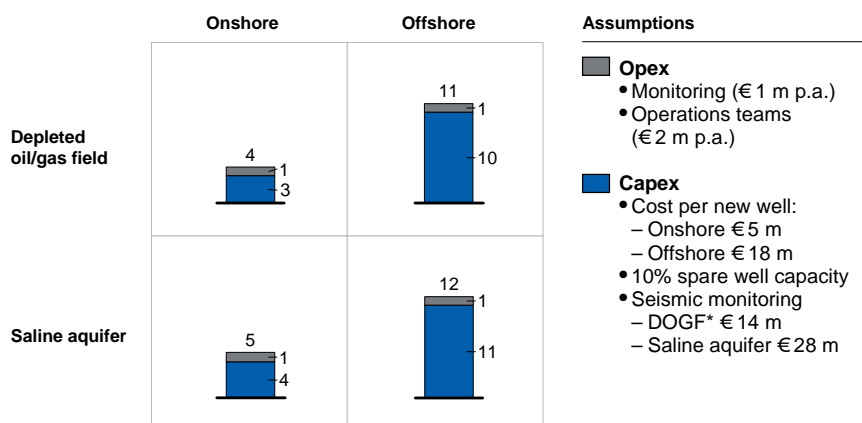 Onshore
Offshore
Assumptions
Depleted
oil/gas field
4
1
3
11
1
10
Saline aquifer
5
1
4
12
1
11
Opex
•Monitoring (€1 m p.a.)
•Operations teams
(€2 m p.a.)
Capex
•Cost per new well:
– Onshore €5 m
– Offshore €18 m
•10% spare well capacity
•Seismic monitoring
– DOGF* €14 m
– Saline aquifer €28 m